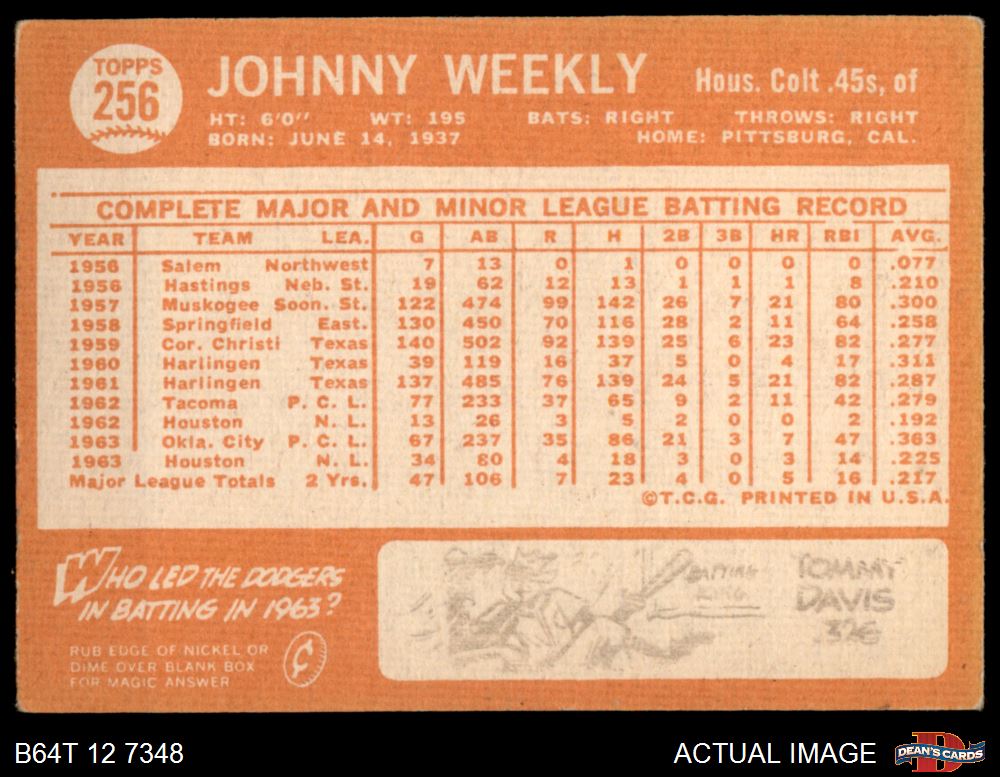 TOPPS
256
JOHNNY WEEKLY
Hous. Colt .45s, of
HT: 6'0" WT: 195 BATS: RIGHT THROWS: RIGHT
BORN: JUNE 14, 1937 HOME: PITTSBURG, CAL.
COMPLETE MAJOR AND MINOR LEAGUE BATTING RECORD
YEAR TEAM LEA. G AB R H 2B 3B HR RBI AVG.
1956 Salem Northwest 7 13 0 1 0 0 0 0 .077
1956 Hastings Neb. St. 19 62 12 13 1 1 1 8 .210
1957 Muskogee Soon. St. 122 474 99 142 26 7 21 80 .300
1958 Springfield East. 130 450 70 116 28 2 11 64 .258
1959 Cor. Christi Texas 140 502 92 139 25 6 23 82 .277
1960 Harlingen Texas 39 119 16 37 5 0 4 17 .311
1961 Harlingen Texas 137 485 76 139 24 5 21 82 .287
1962 Tacoma P. C. L. 77 233 37 65 9 2 11 42 .279
1962 Houston N. L. 13 26 3 5 2 0 0 2 .192
1963 Okla. City P. C. L. 67 237 35 86 21 3 7 47 .363
1963 Houston N. L. 34 80 4 18 3 0 3 14 .225
Major League Totals 2 Yrs. 47 106 7 23 4 0 5 16 .217
©T.C.G. PRINTED IN U.S.A.
WHO LED THE DODGERS
IN BATTING IN 1963?
RUB EDGE OF NICKEL OR
DIME OVER BLANK BOX
FOR MAGIC ANSWER
¢
BATTING
KING
TOMMY
DAVIS
.326
B64T 12 7348
ACTUAL IMAGE
DEAN'S CARDS